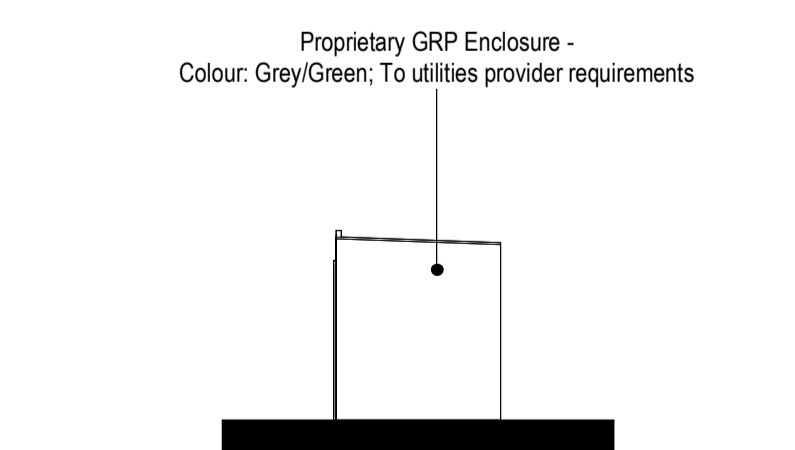 Proprietary GRP Enclosure -
Colour: Grey/Green; To utilities provider requirements